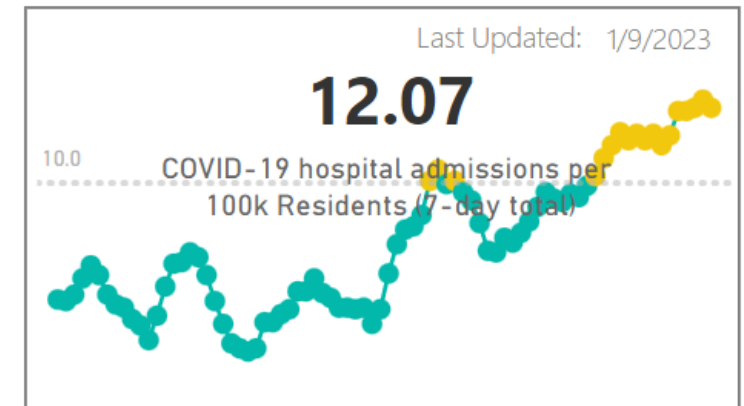 Last Updated: 1/9/2023
12.07
10.0
COVID-19 hospital admissions per
100k Residents (7-day total)